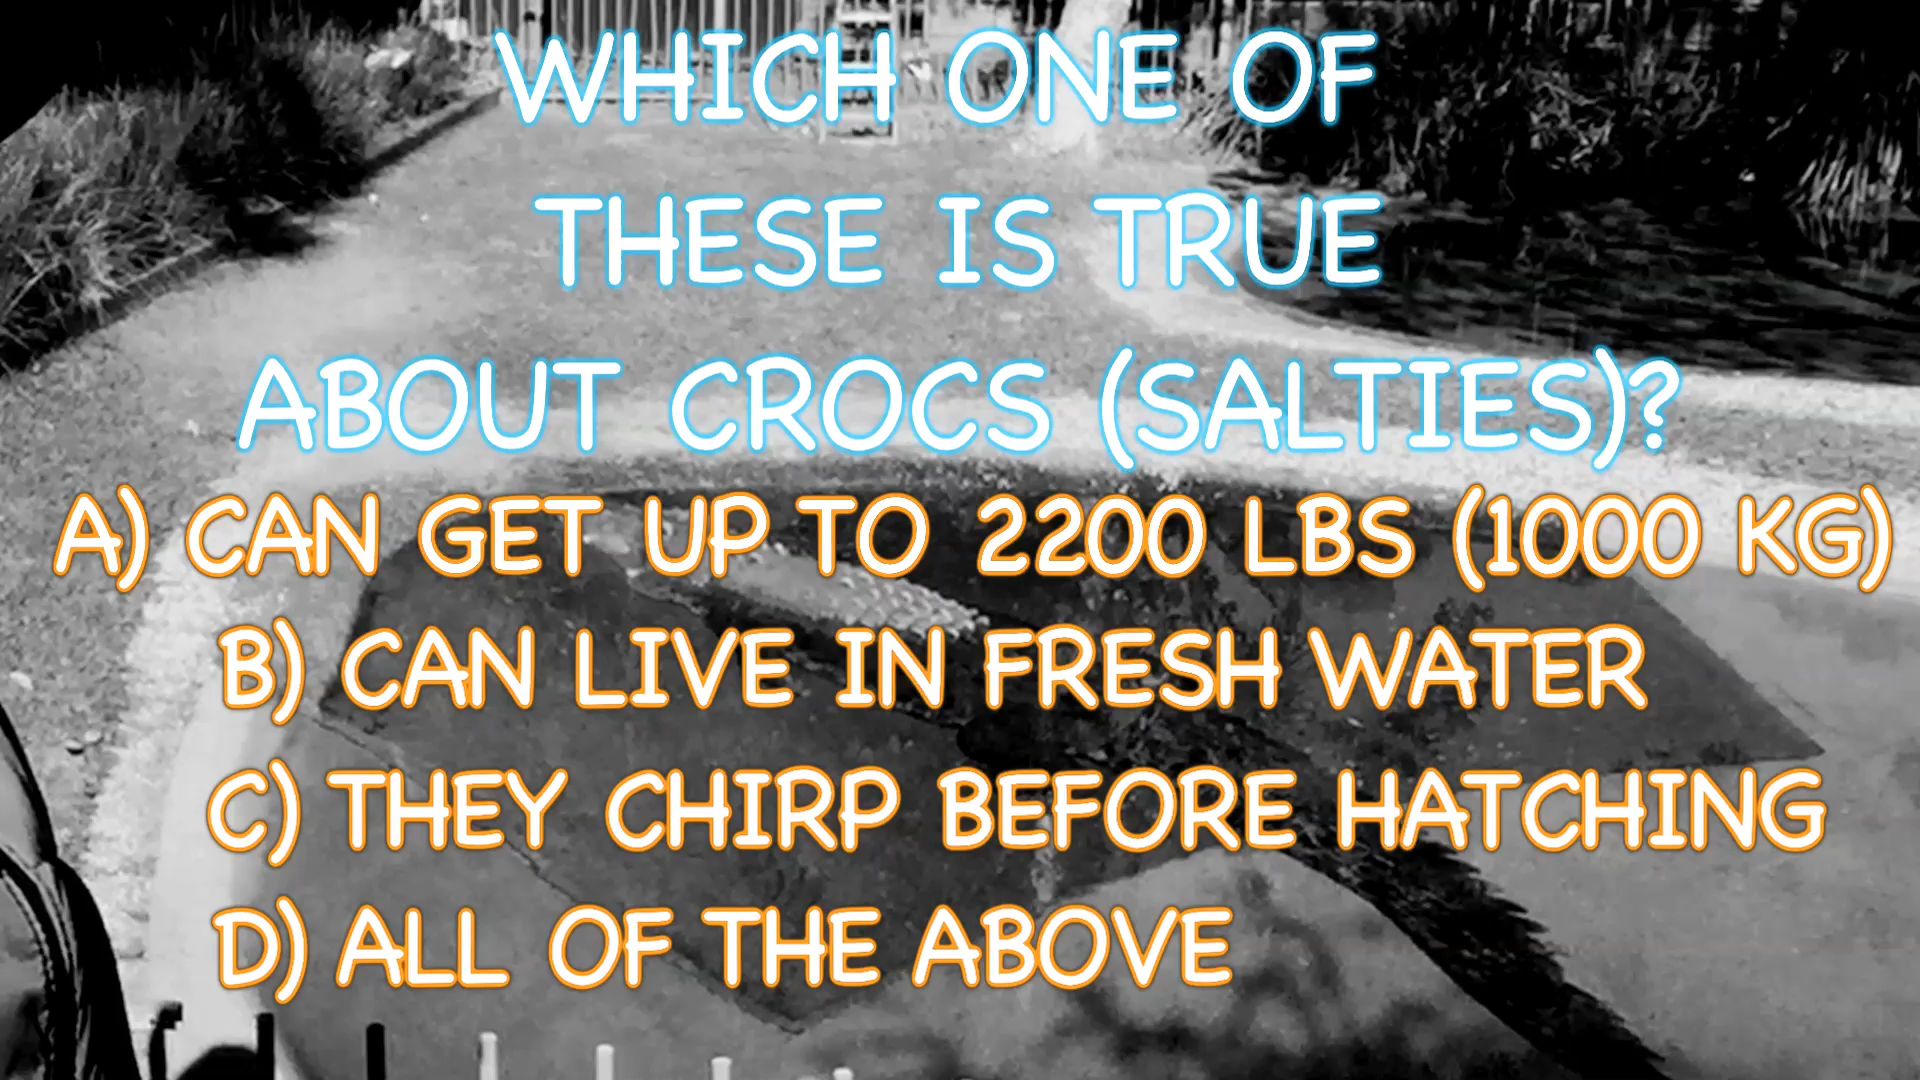 WHICH ONE OF
THESE IS TRUE
ABOUT CROCS (SALTIES)?
A) CAN GET UP TO 2200 LBS (1000 KG)
B) CAN LIVE IN FRESH WATER
C) THEY CHIRP BEFORE HATCHING
D) ALL OF THE ABOVE